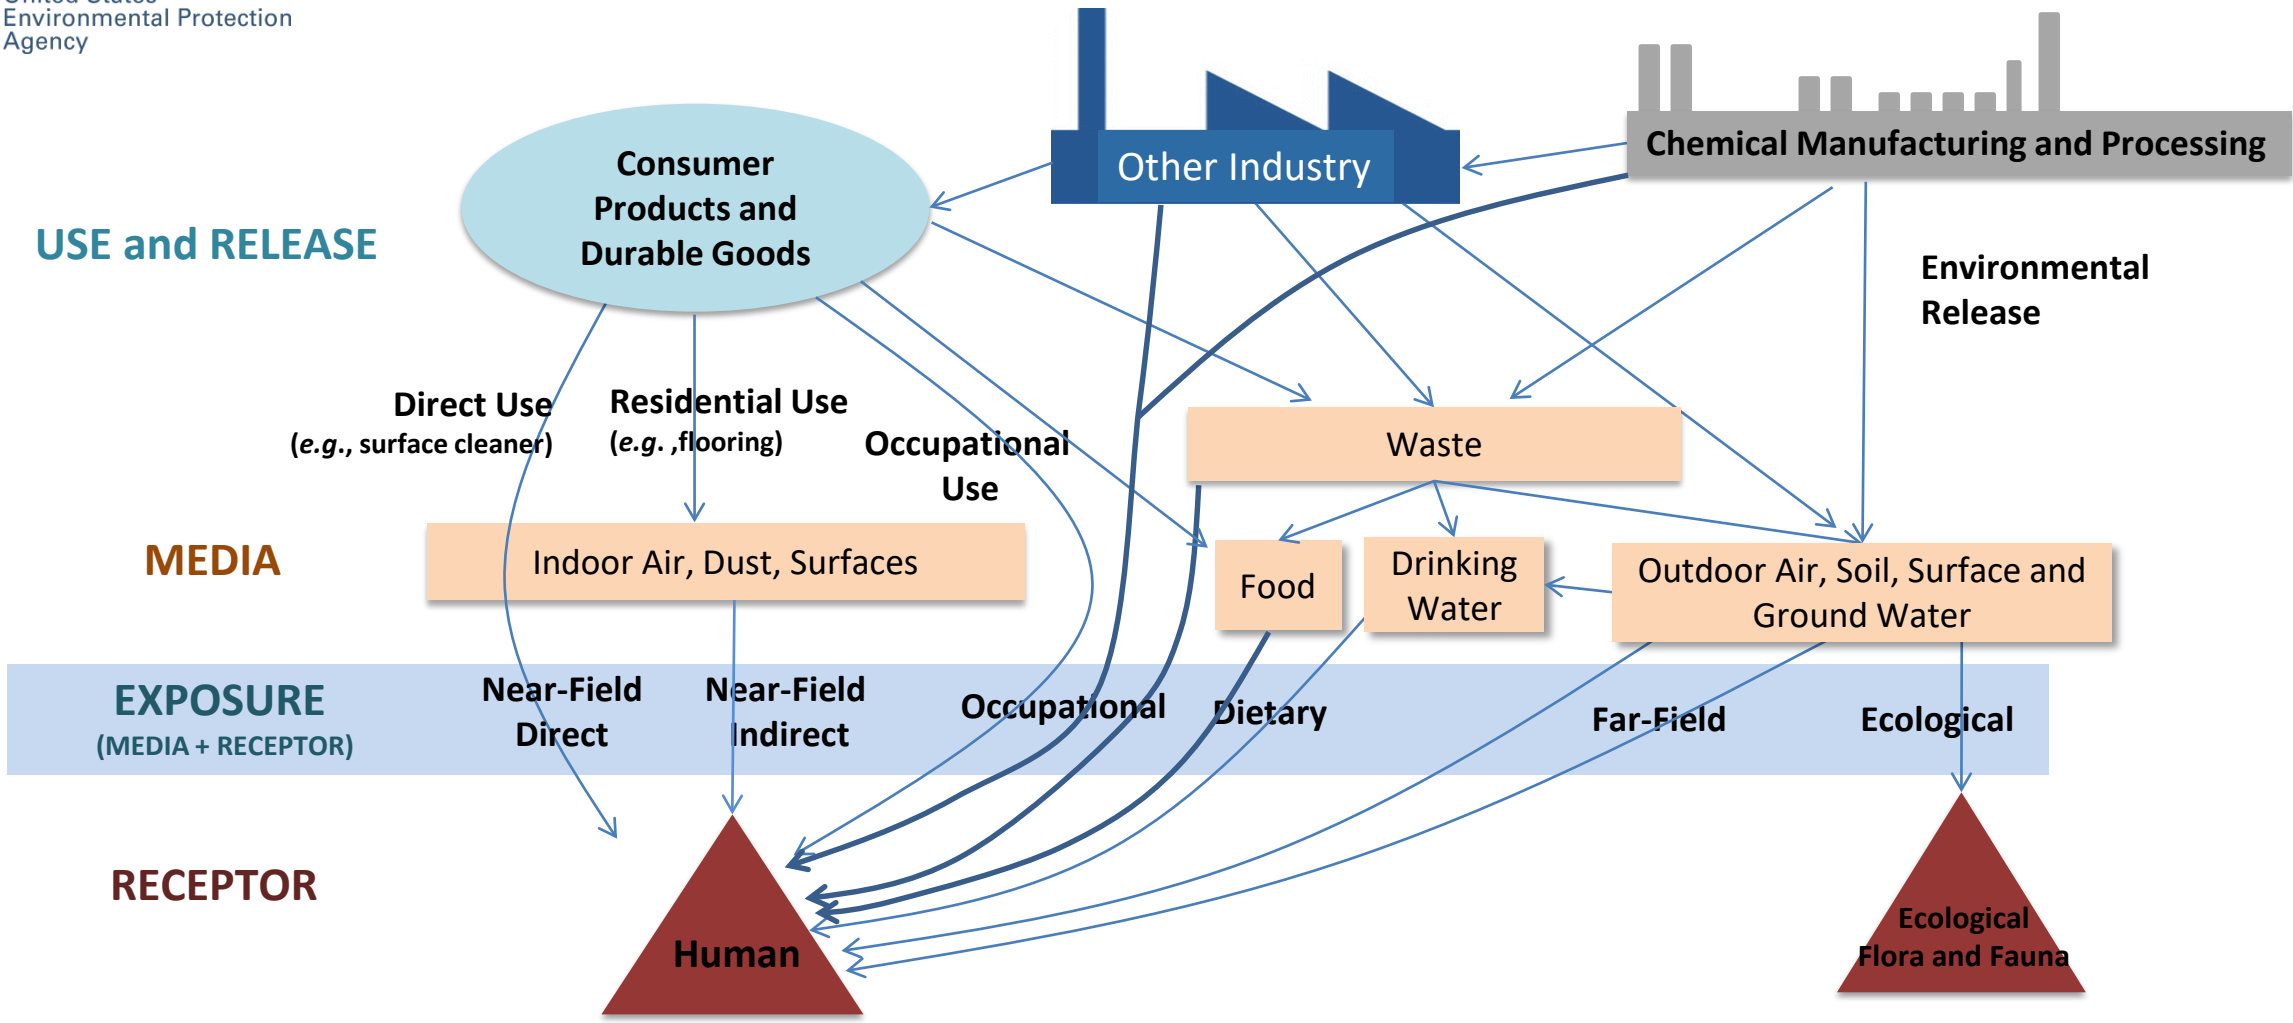 United States
Environmental Protection
Agency
Other Industry
Chemical Manufacturing and Processing
Consumer
Products and
Durable Goods
USE and RELEASE
Environmental
Release
Direct Use
(e.g., surface cleaner)
Residential Use
(e.g. ,flooring)
Occupational
Use
Waste
MEDIA
Indoor Air, Dust, Surfaces
Food
Drinking
Water
Outdoor Air, Soil, Surface and
Ground Water
EXPOSURE
(MEDIA + RECEPTOR)
Near-Field
Direct
Near-Field
Indirect
Occupational
Dietary
Far-Field
Ecological
RECEPTOR
Human
Ecological
Flora and Fauna